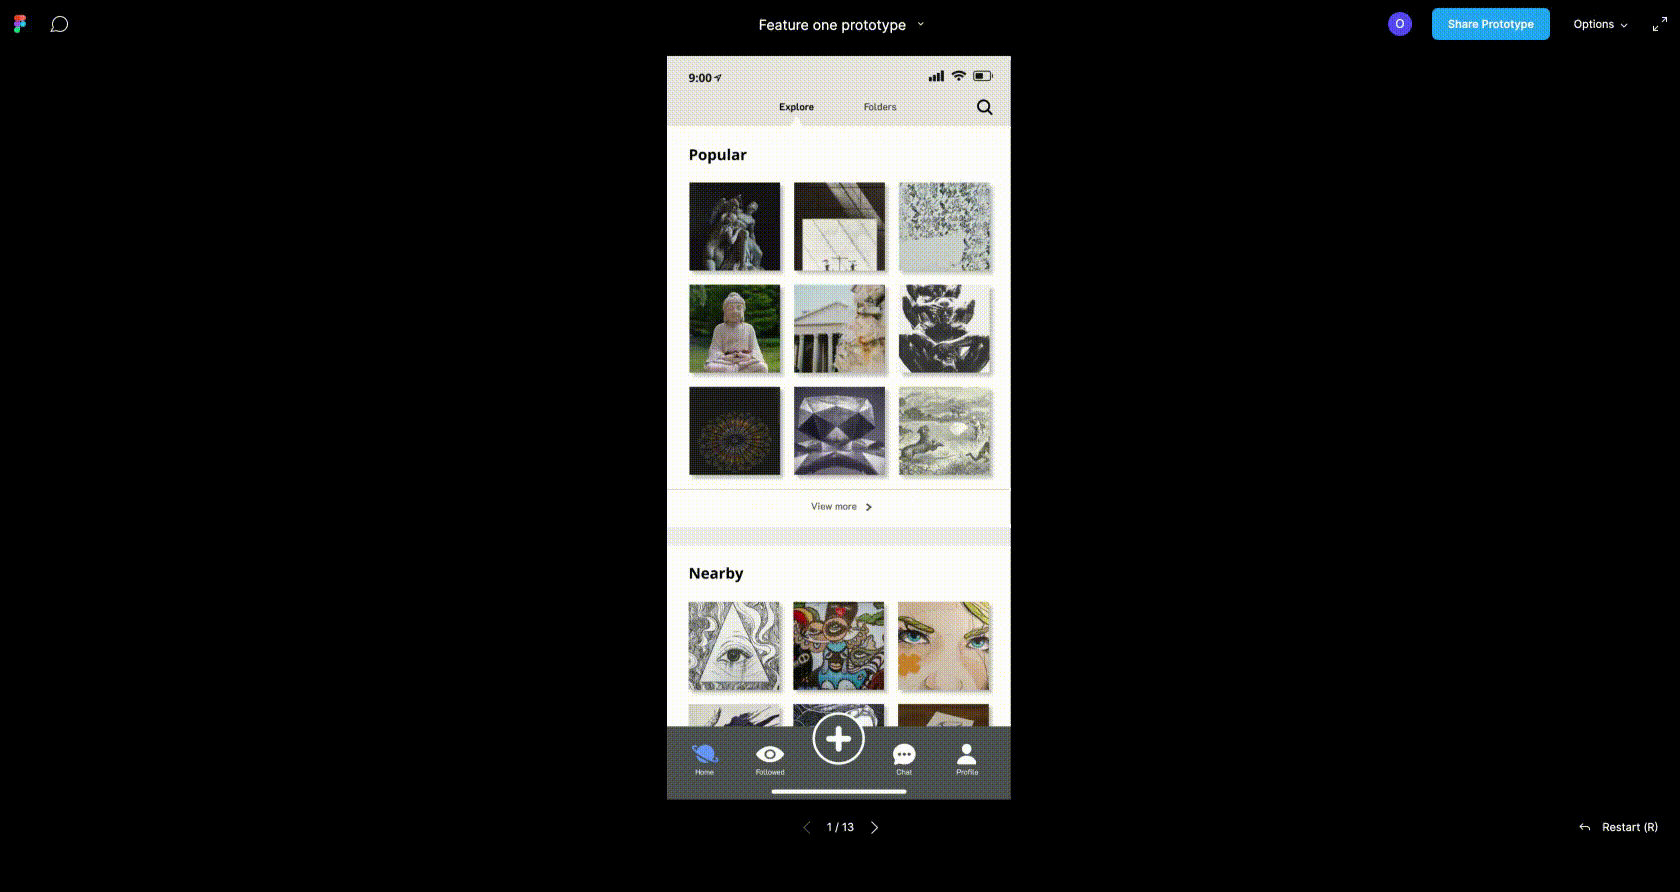 Feature one prototype
O
Share Prototype
Options
9:00
Explore
Folders
Popular
View more
Nearby
Home
Followed
Chat
Profile
1 / 13
Restart (R)